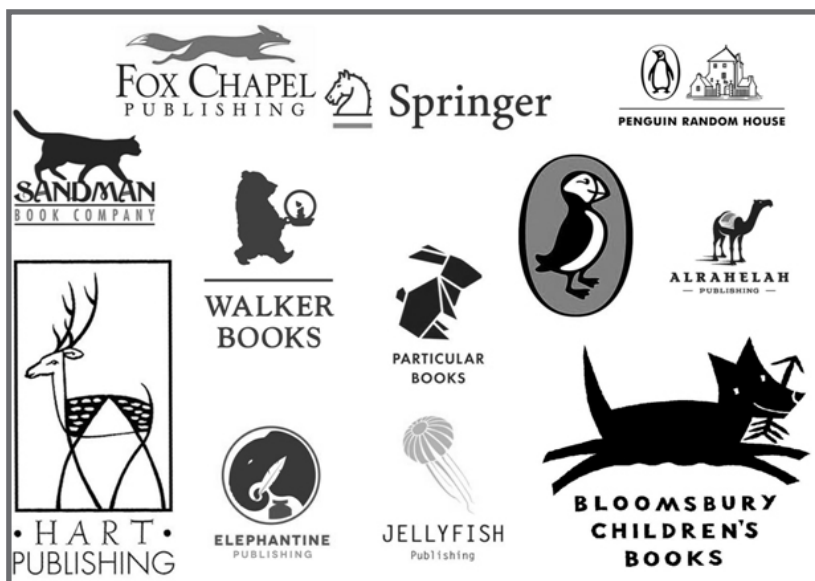 FOX CHAPEL
PUBLISHING
Springer
PENGUIN RANDOM HOUSE
SANDMAN
BOOK COMPANY
WALKER
BOOKS
PARTICULAR
BOOKS
ALRAHELAH
PUBLISHING
• HART •
PUBLISHING
ELEPHANTINE
PUBLISHING
JELLYFISH
Publishing
BLOOMSBURY
CHILDREN'S
BOOKS